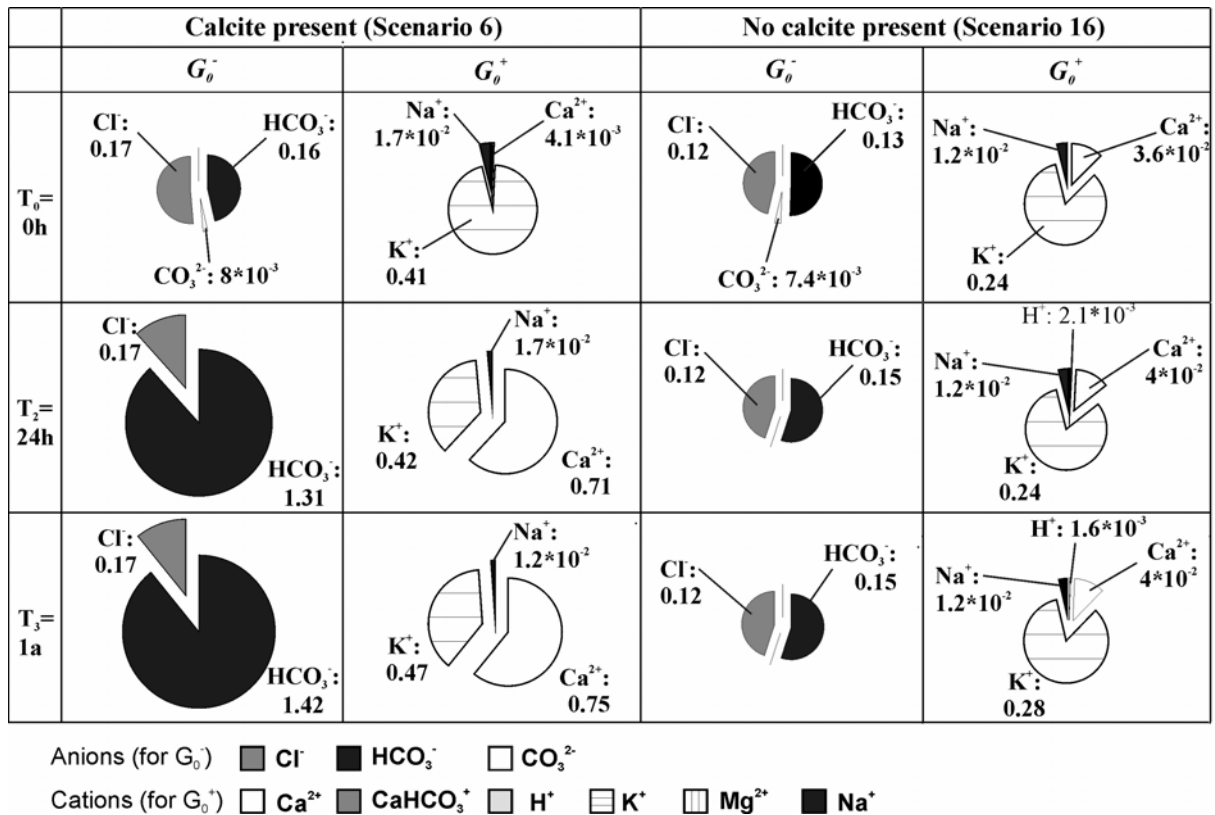 Calcite present (Scenario 6) No calcite present (Scenario 16)
G₀⁻ G₀⁺ G₀⁻ G₀⁺
T₀= 0h
Cl⁻: 0.17
HCO₃⁻: 0.16
CO₃²⁻: 8*10⁻³
Na⁺: 1.7*10⁻²
Ca²⁺: 4.1*10⁻³
K⁺: 0.41
Cl⁻: 0.12
HCO₃⁻: 0.13
CO₃²⁻: 7.4*10⁻³
Na⁺: 1.2*10⁻²
Ca²⁺: 3.6*10⁻²
K⁺: 0.24
T₂= 24h
Cl⁻: 0.17
HCO₃⁻: 1.31
Na⁺: 1.7*10⁻²
K⁺: 0.42
Ca²⁺: 0.71
Cl⁻: 0.12
HCO₃⁻: 0.15
H⁺: 2.1*10⁻³
Na⁺: 1.2*10⁻²
Ca²⁺: 4*10⁻²
K⁺: 0.24
T₃= 1a
Cl⁻: 0.17
HCO₃⁻: 1.42
Na⁺: 1.2*10⁻²
K⁺: 0.47
Ca²⁺: 0.75
Cl⁻: 0.12
HCO₃⁻: 0.15
H⁺: 1.6*10⁻³
Na⁺: 1.2*10⁻²
Ca²⁺: 4*10⁻²
K⁺: 0.28
Anions (for G₀⁻) Cl⁻ HCO₃⁻ CO₃²⁻
Cations (for G₀⁺) Ca²⁺ CaHCO₃⁺ H⁺ K⁺ Mg²⁺ Na⁺